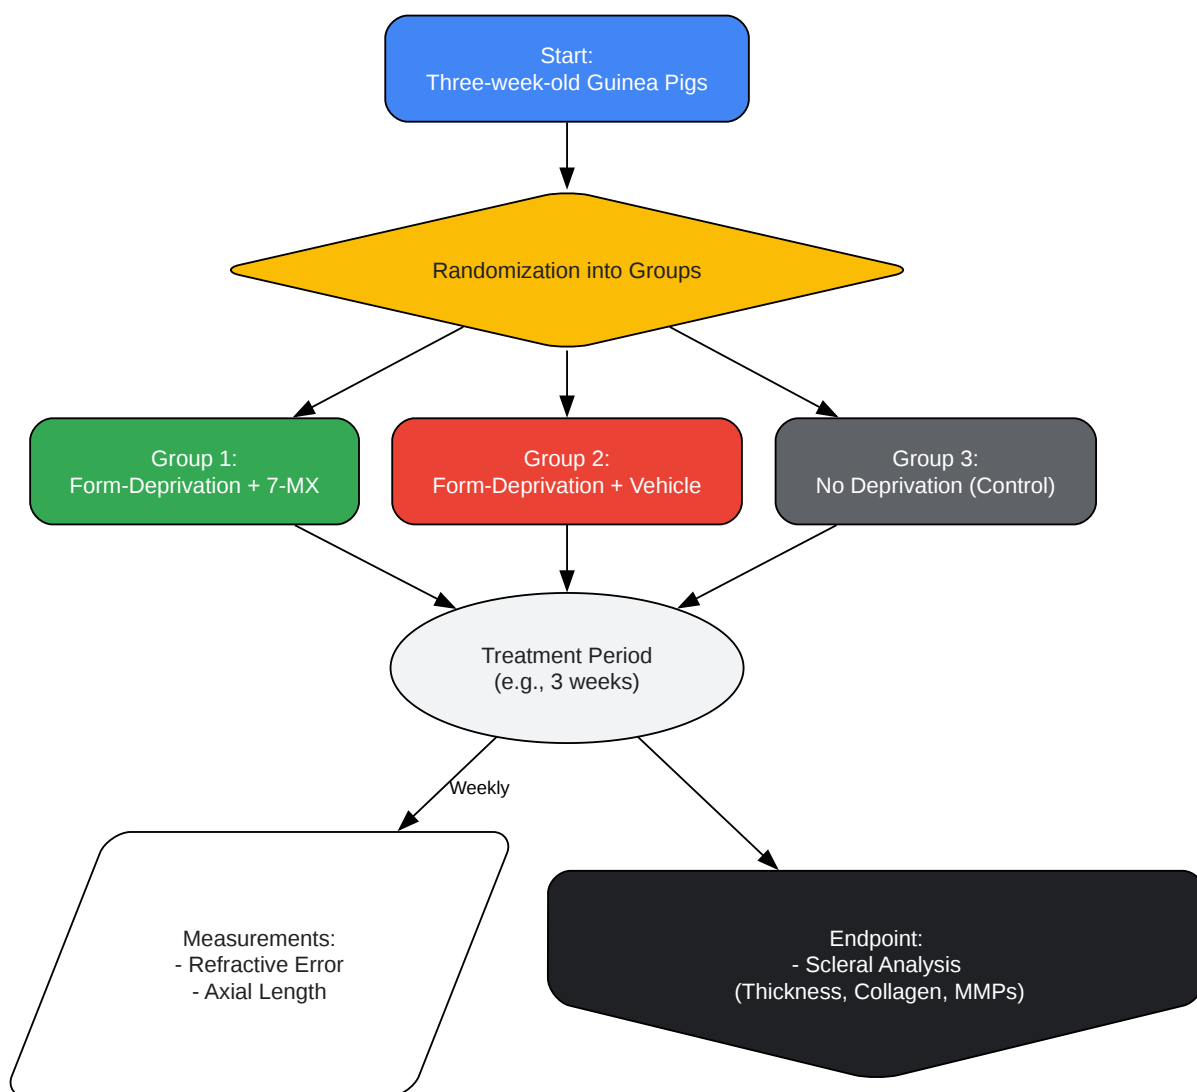 Start:
Three-week-old Guinea Pigs
Randomization into Groups
Group 1:
Form-Deprivation + 7-MX
Group 2:
Form-Deprivation + Vehicle
Group 3:
No Deprivation (Control)
Treatment Period
(e.g., 3 weeks)
Weekly
Measurements:
- Refractive Error
- Axial Length
Endpoint:
- Scleral Analysis
(Thickness, Collagen, MMPs)